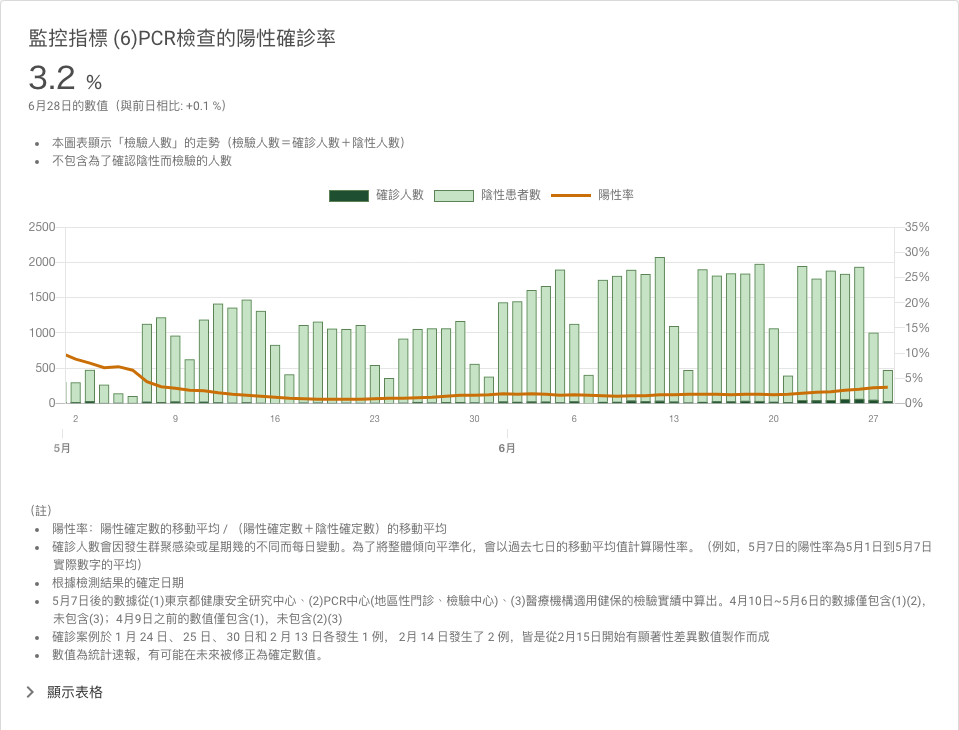 監控指標 (6)PCR檢查的陽性確診率
3.2 %
6月28日的數值（與前日相比: +0.1 %）
本圖表顯示「檢驗人數」的走勢（檢驗人數＝確診人數＋陰性人數）
不包含為了確認陰性而檢驗的人數
確診人數 陰性患者數 陽性率
2500 35%
30%
2000
25%
1500 20%
1000 15%
10%
500
5%
0 0%
2 9 16 23 30 6 13 20 27
5月 6月
（註）
陽性率：陽性確定數的移動平均 / （陽性確定數＋陰性確定數）的移動平均
確診人數會因發生群聚感染或星期幾的不同而每日變動。為了將整體傾向平準化，會以過去七日的移動平均值計算陽性率。（例如，5月7日的陽性率為5月1日到5月7日
實際數字的平均）
根據檢測結果的確定日期
5月7日後的數據從(1)東京都健康安全研究中心、(2)PCR中心(地區性門診、檢驗中心)、(3)醫療機構適用健保的檢驗實績中算出。4月10日~5月6日的數據僅包含(1)(2)，
未包含(3)；4月9日之前的數值僅包含(1)，未包含(2)(3)
確診案例於 1 月 24 日、 25 日、 30 日和 2 月 13 日各發生 1 例， 2月 14 日發生了 2 例，皆是從2月15日開始有顯著性差異數值製作而成
數值為統計速報，有可能在未來被修正為確定數值。
顯示表格